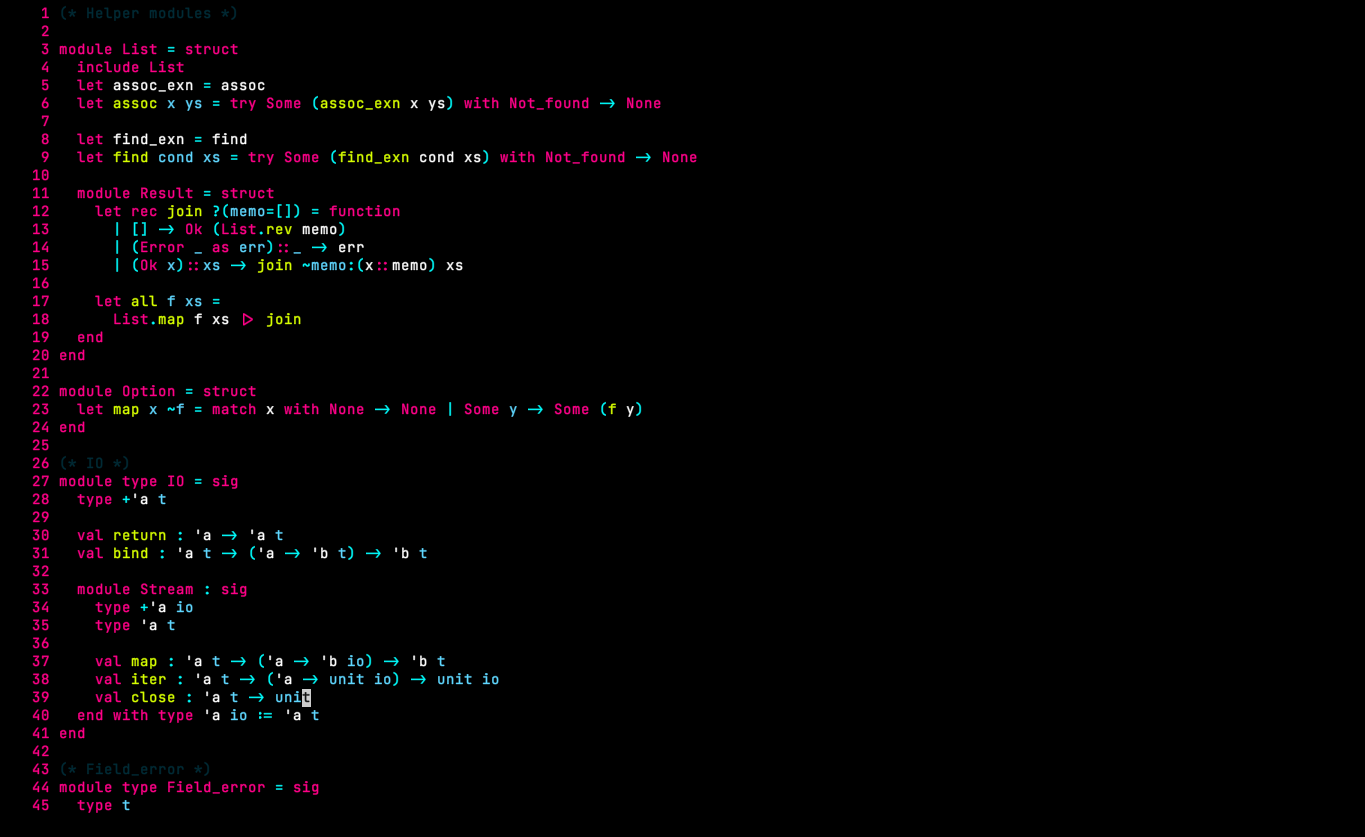 1 (* Helper modules *)
2
3 module List = struct
4   include List
5   let assoc_exn = assoc
6   let assoc x ys = try Some (assoc_exn x ys) with Not_found -> None
7
8   let find_exn = find
9   let find cond xs = try Some (find_exn cond xs) with Not_found -> None
10
11   module Result = struct
12     let rec join ?(memo=[]) = function
13       | [] -> Ok (List.rev memo)
14       | (Error _ as err)::_ -> err
15       | (Ok x)::xs -> join ~memo:(x::memo) xs
16
17     let all f xs =
18       List.map f xs |> join
19   end
20 end
21
22 module Option = struct
23   let map x ~f = match x with None -> None | Some y -> Some (f y)
24 end
25
26 (* IO *)
27 module type IO = sig
28   type +'a t
29
30   val return : 'a -> 'a t
31   val bind : 'a t -> ('a -> 'b t) -> 'b t
32
33   module Stream : sig
34     type +'a io
35     type 'a t
36
37     val map : 'a t -> ('a -> 'b io) -> 'b t
38     val iter : 'a t -> ('a -> unit io) -> unit io
39     val close : 'a t -> unit
40   end with type 'a io := 'a t
41 end
42
43 (* Field_error *)
44 module type Field_error = sig
45   type t